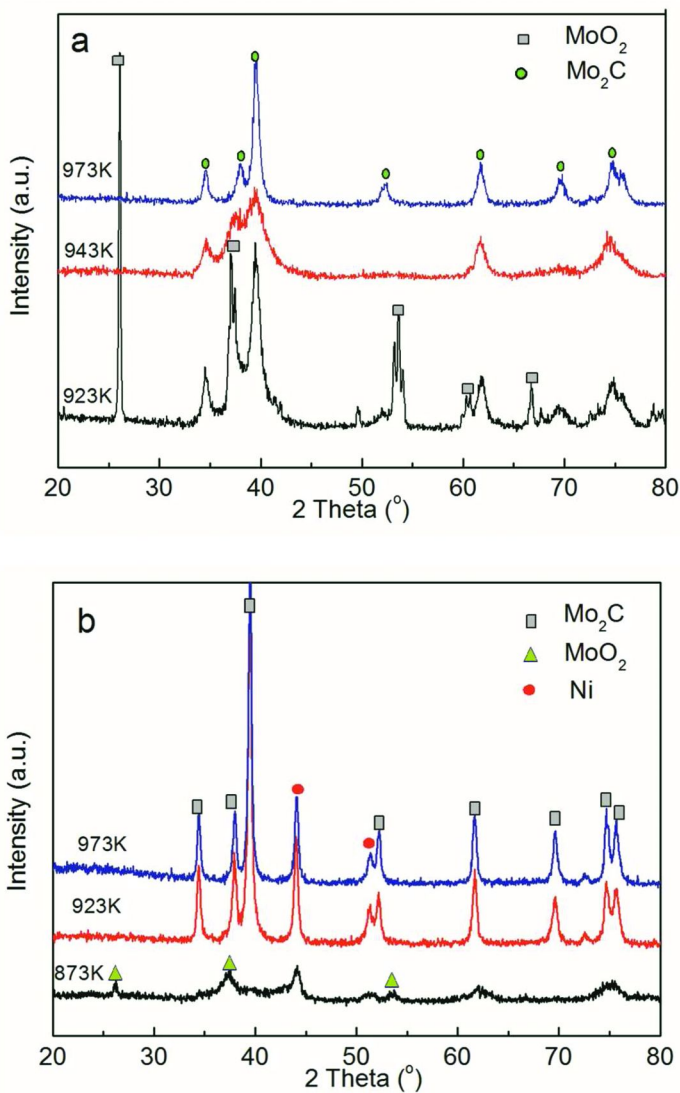 a
MoO2
Mo2C
973K
943K
923K
Intensity (a.u.)
20 30 40 50 60 70 80
2 Theta (o)
b
Mo2C
MoO2
Ni
973K
923K
873K
Intensity (a.u.)
20 30 40 50 60 70 80
2 Theta (o)